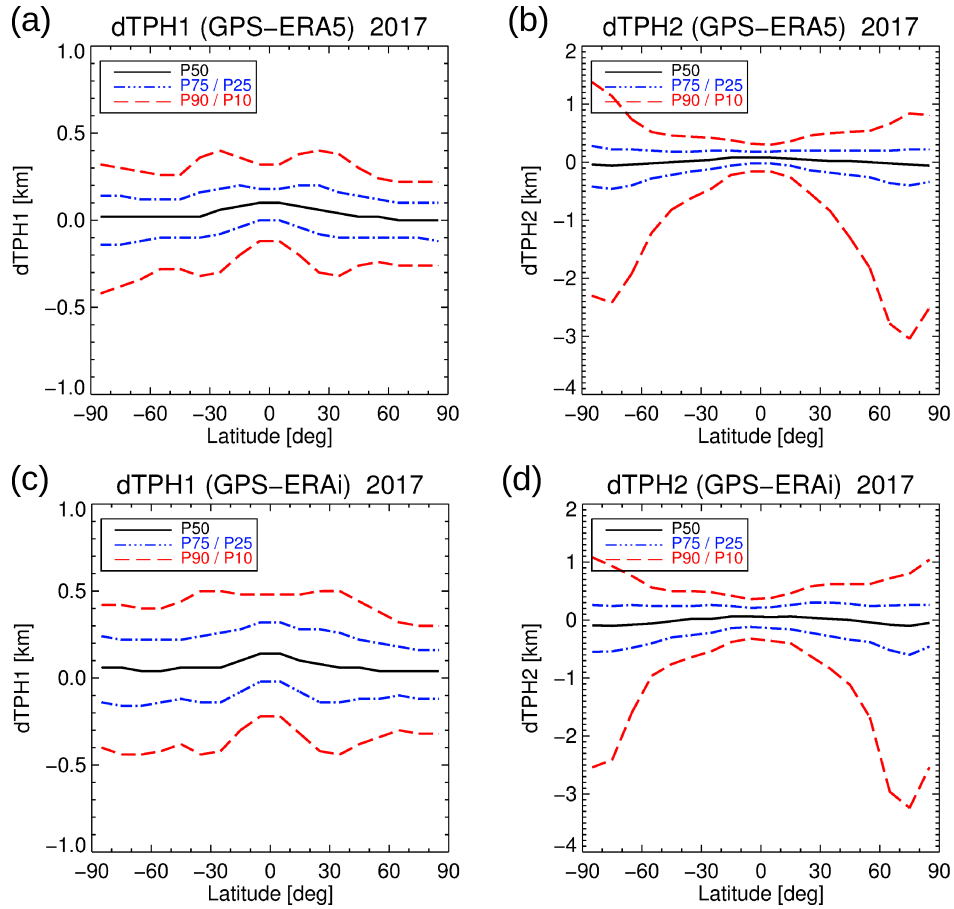 (a)
dTPH1 (GPS−ERA5) 2017
1.0
0.5
0.0
−0.5
−1.0
dTPH1 [km]
P50
P75 / P25
P90 / P10
−90 −60 −30 0 30 60 90
Latitude [deg]
(b)
dTPH2 (GPS−ERA5) 2017
2
1
0
−1
−2
−3
−4
dTPH2 [km]
P50
P75 / P25
P90 / P10
−90 −60 −30 0 30 60 90
Latitude [deg]
(c)
dTPH1 (GPS−ERAi) 2017
1.0
0.5
0.0
−0.5
−1.0
dTPH1 [km]
P50
P75 / P25
P90 / P10
−90 −60 −30 0 30 60 90
Latitude [deg]
(d)
dTPH2 (GPS−ERAi) 2017
2
1
0
−1
−2
−3
−4
dTPH2 [km]
P50
P75 / P25
P90 / P10
−90 −60 −30 0 30 60 90
Latitude [deg]